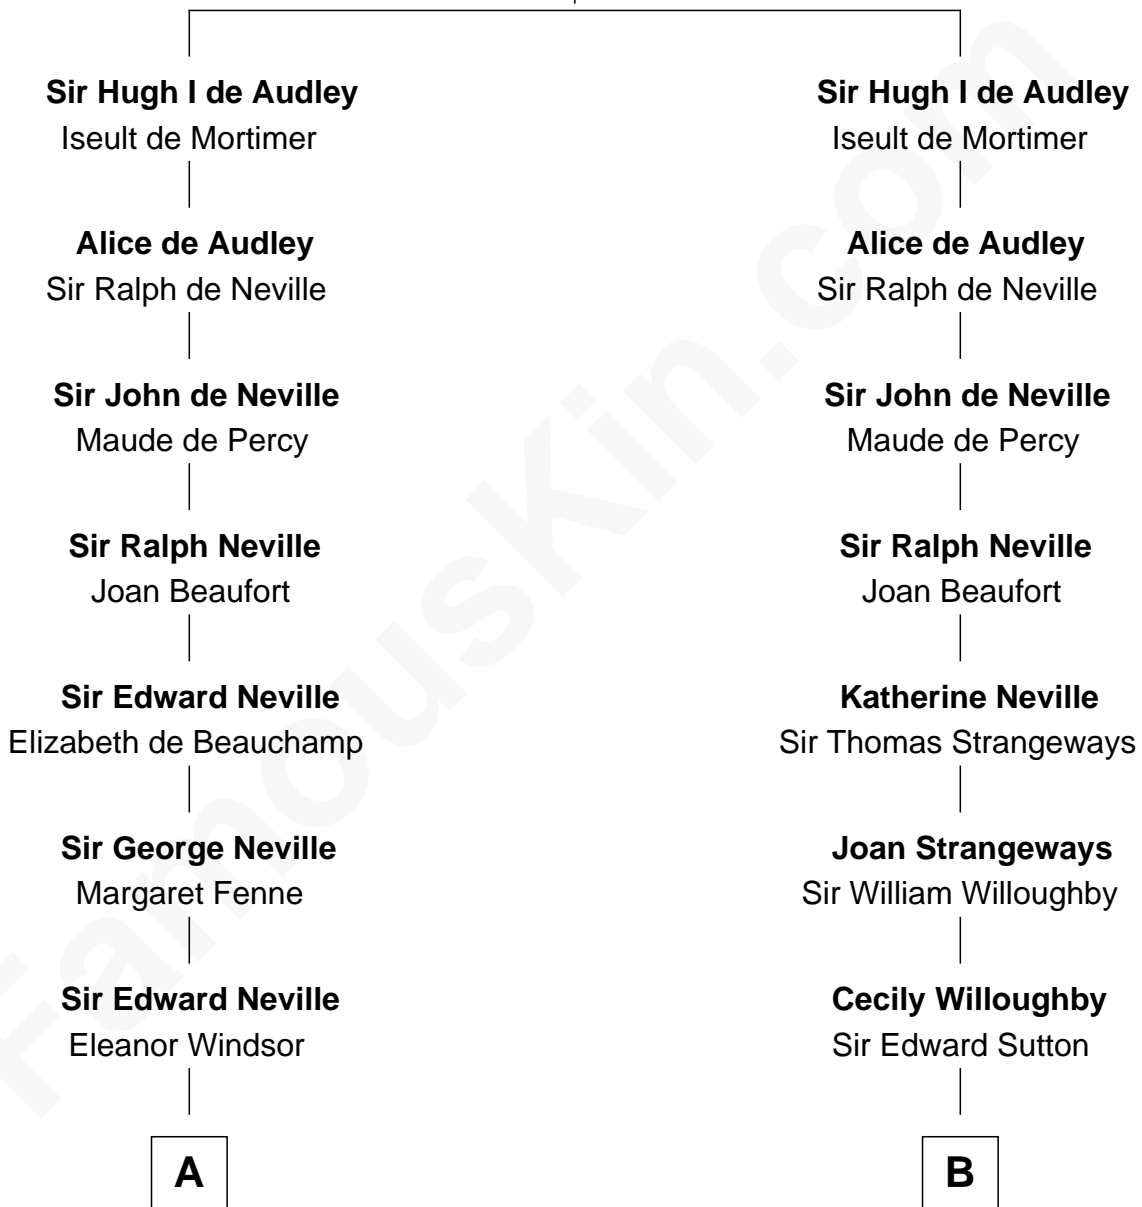 Sir Hugh I de Audley
Iseult de Mortimer
Alice de Audley
Sir Ralph de Neville
Sir John de Neville
Maude de Percy
Sir Ralph Neville
Joan Beaufort
Sir Edward Neville
Elizabeth de Beauchamp
Sir George Neville
Margaret Fenne
Sir Edward Neville
Eleanor Windsor
A
Sir Hugh I de Audley
Iseult de Mortimer
Alice de Audley
Sir Ralph de Neville
Sir John de Neville
Maude de Percy
Sir Ralph Neville
Joan Beaufort
Katherine Neville
Sir Thomas Strangeways
Joan Strangeways
Sir William Willoughby
Cecily Willoughby
Sir Edward Sutton
B
FamousKin.com